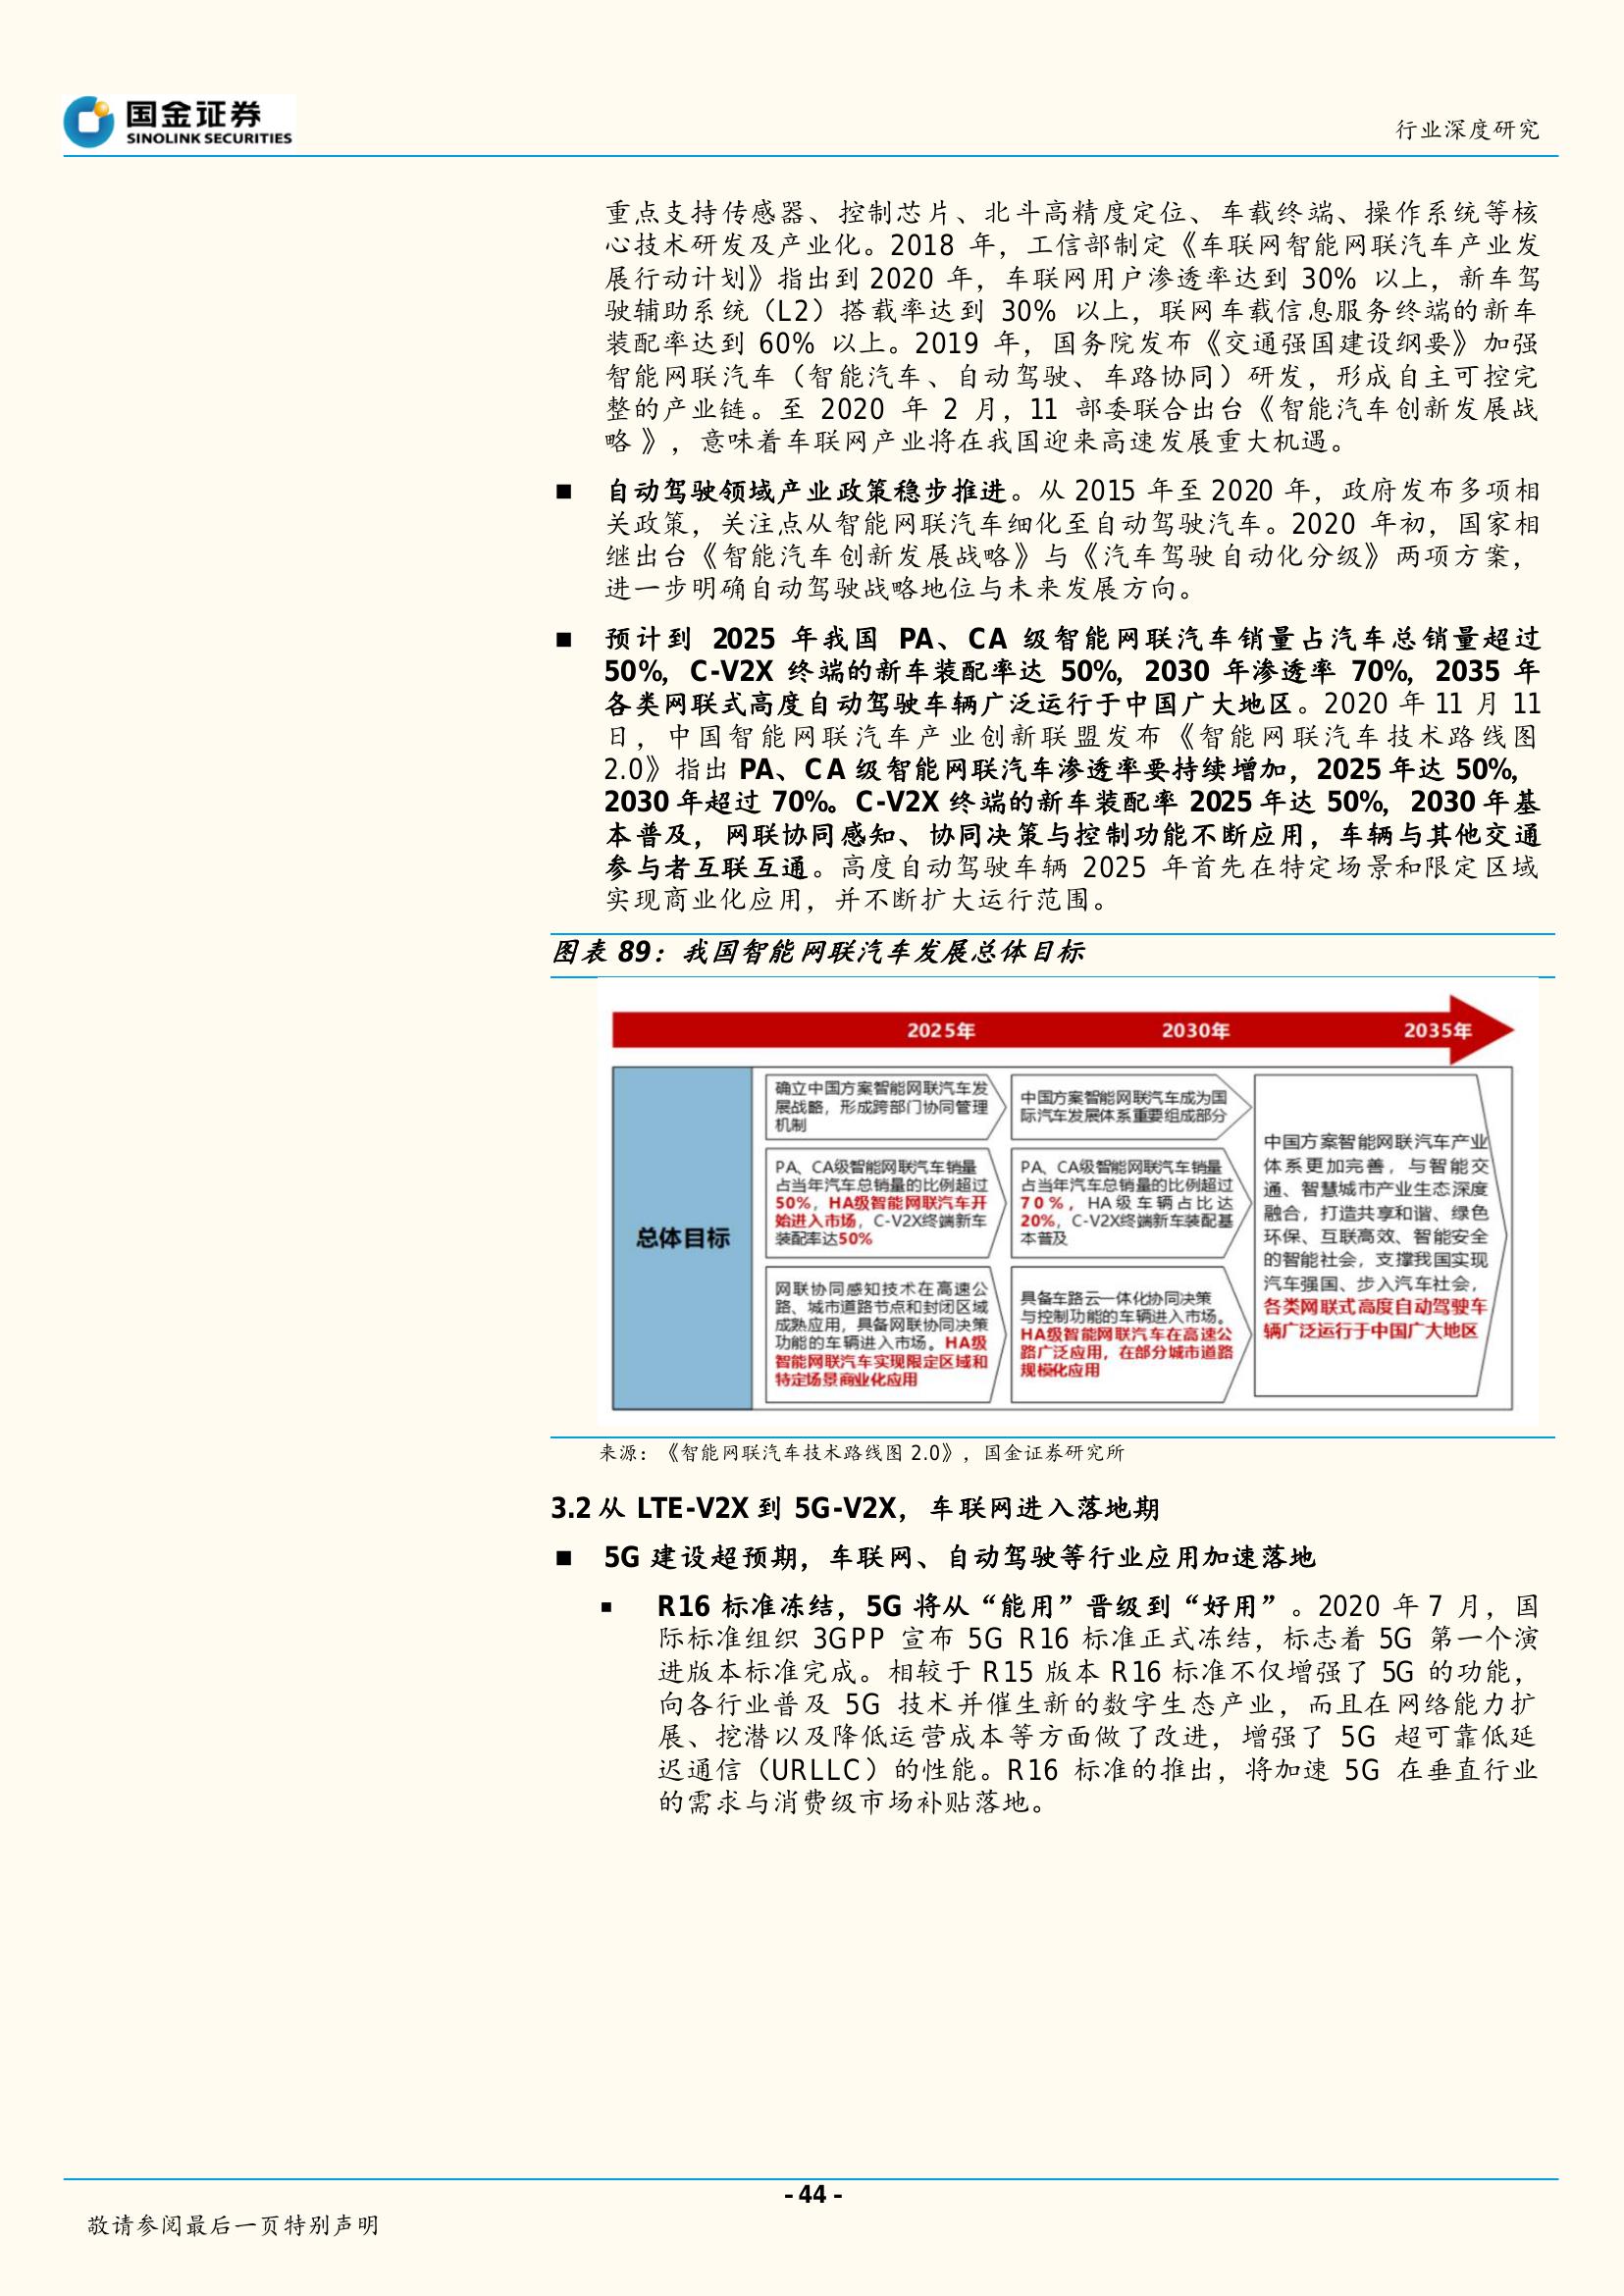 国金证券
SINOLINK SECURITIES
行业深度研究
重点支持传感器、控制芯片、北斗高精度定位、车载终端、操作系统等核
心技术研发及产业化。2018 年，工信部制定《车联网智能网联汽车产业发
展行动计划》指出到 2020 年，车联网用户渗透率达到 30% 以上，新车驾
驶辅助系统（L2）搭载率达到 30% 以上，联网车载信息服务终端的新车
装配率达到 60% 以上。2019 年，国务院发布《交通强国建设纲要》加强
智能网联汽车（智能汽车、自动驾驶、车路协同）研发，形成自主可控完
整的产业链。至 2020 年 2 月，11 部委联合出台《智能汽车创新发展战
略 》，意味着车联网产业将在我国迎来高速发展重大机遇。
■ 自动驾驶领域产业政策稳步推进。从 2015 年至 2020 年，政府发布多项相
关政策，关注点从智能网联汽车细化至自动驾驶汽车。2020 年初，国家相
继出台《智能汽车创新发展战略》与《汽车驾驶自动化分级》两项方案，
进一步明确自动驾驶战略地位与未来发展方向。
■ 预计到 2025 年我国 PA、CA 级智能网联汽车销量占汽车总销量超过
50%，C-V2X 终端的新车装配率达 50%，2030 年渗透率 70%，2035 年
各类网联式高度自动驾驶车辆广泛运行于中国广大地区。2020 年 11 月 11
日，中国智能网联汽车产业创新联盟发布《智能网联汽车技术路线图
2.0》指出 PA、CA 级智能网联汽车渗透率要持续增加，2025 年达 50%，
2030 年超过 70%。C-V2X 终端的新车装配率 2025 年达 50%，2030 年基
本普及，网联协同感知、协同决策与控制功能不断应用，车辆与其他交通
参与者互联互通。高度自动驾驶车辆 2025 年首先在特定场景和限定区域
实现商业化应用，并不断扩大运行范围。
图表 89：我国智能网联汽车发展总体目标
2025年 2030年 2035年
总体目标
确立中国方案智能网联汽车发
展战略，形成跨部门协同管理
机制
PA、CA级智能网联汽车销量
占当年汽车总销量的比例超过
50%，HA级智能网联汽车开
始进入市场，C-V2X终端新车
装配率达50%
网联协同感知技术在高速公
路、城市道路节点和封闭区域
成熟应用，具备网联协同决策
功能的车辆进入市场。HA级
智能网联汽车实现限定区域和
特定场景商业化应用
中国方案智能网联汽车成为国
际汽车发展体系重要组成部分
PA、CA级智能网联汽车销量
占当年汽车总销量的比例超过
70%，HA级车辆占比达
20%，C-V2X终端新车装配基
本普及
具备车路云一体化协同决策
与控制功能的车辆进入市场。
HA级智能网联汽车在高速公
路广泛应用，在部分城市道路
规模化应用
中国方案智能网联汽车产业
体系更加完善，与智能交
通、智慧城市产业生态深度
融合，打造共享和谐、绿色
环保、互联高效、智能安全
的智能社会，支撑我国实现
汽车强国、步入汽车社会，
各类网联式高度自动驾驶车
辆广泛运行于中国广大地区
来源：《智能网联汽车技术路线图 2.0》，国金证券研究所
3.2 从 LTE-V2X 到 5G-V2X，车联网进入落地期
■ 5G 建设超预期，车联网、自动驾驶等行业应用加速落地
■ R16 标准冻结，5G 将从“能用”晋级到“好用”。2020 年 7 月，国
际标准组织 3GPP 宣布 5G R16 标准正式冻结，标志着 5G 第一个演
进版本标准完成。相较于 R15 版本 R16 标准不仅增强了 5G 的功能，
向各行业普及 5G 技术并催生新的数字生态产业，而且在网络能力扩
展、挖潜以及降低运营成本等方面做了改进，增强了 5G 超可靠低延
迟通信（URLLC）的性能。R16 标准的推出，将加速 5G 在垂直行业
的需求与消费级市场补贴落地。
- 44 -
敬请参阅最后一页特别声明